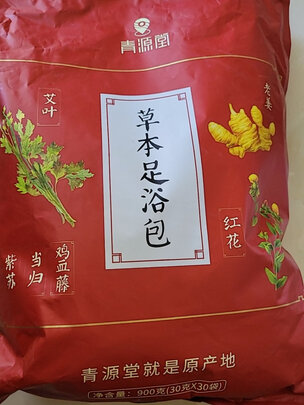 青源堂
艾叶
老姜
草本足浴包
红花
鸡血藤
当归
紫苏
青源堂就是原产地
净含量：900克(30克X30袋)